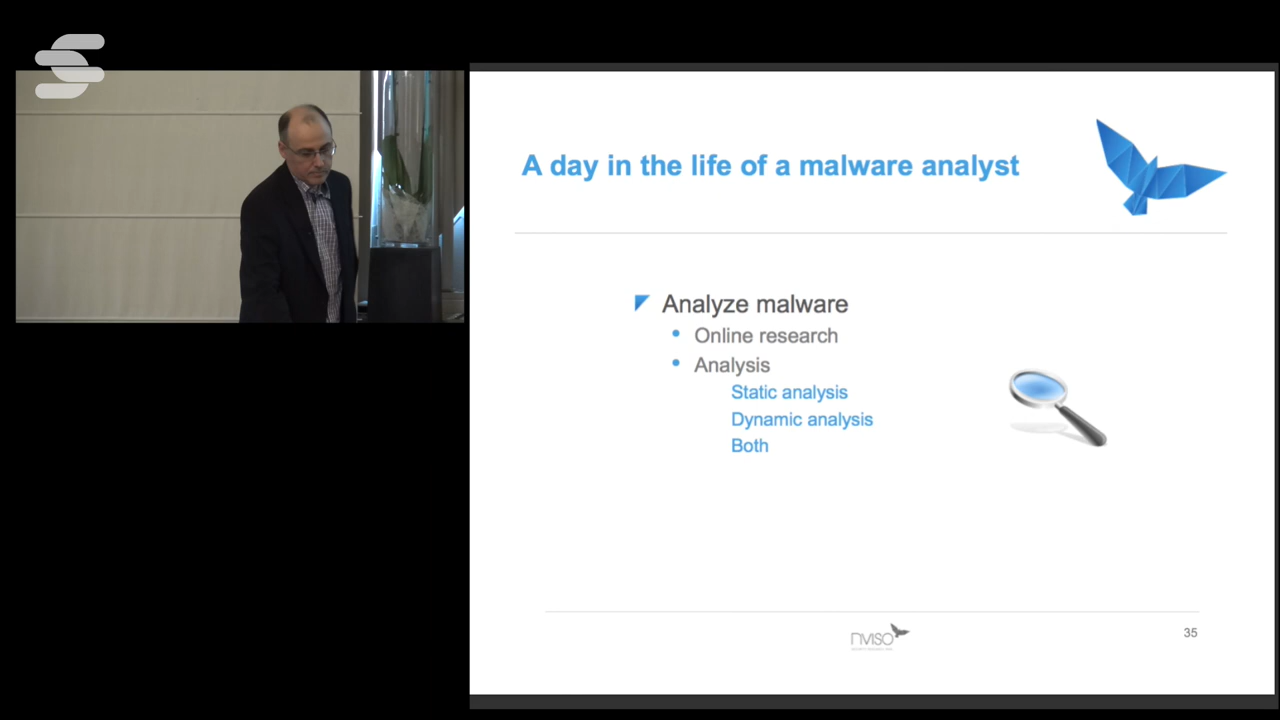 A day in the life of a malware analyst
Analyze malware
Online research
Analysis
Static analysis
Dynamic analysis
Both
NVISO
35